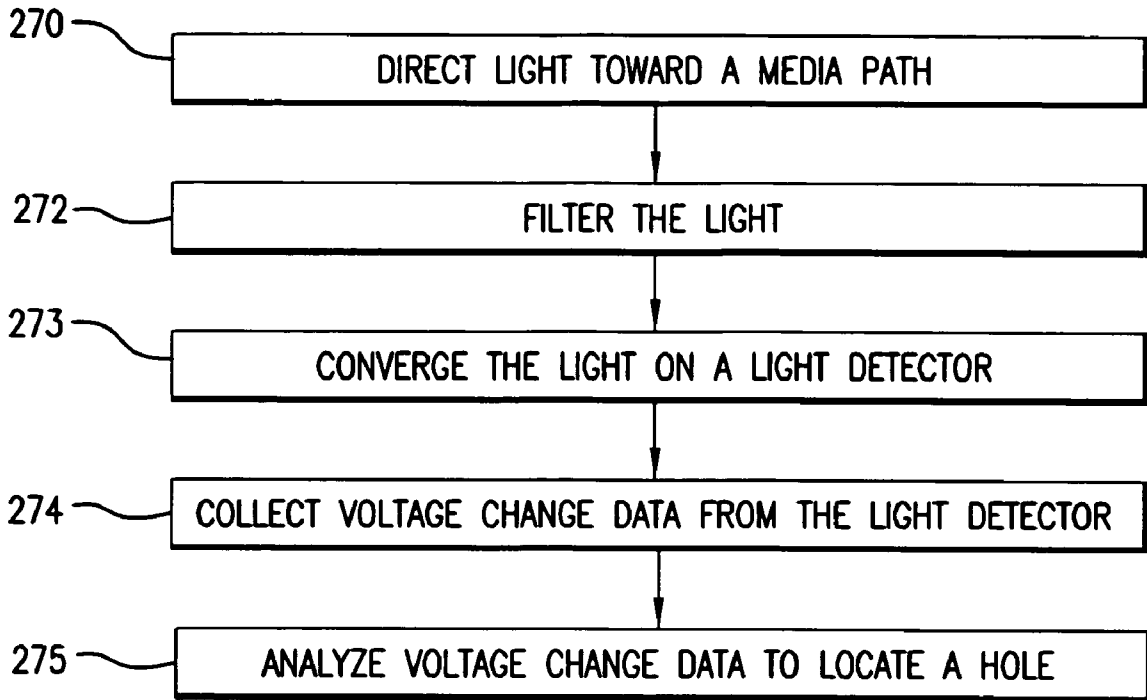 270
DIRECT LIGHT TOWARD A MEDIA PATH
272
FILTER THE LIGHT
273
CONVERGE THE LIGHT ON A LIGHT DETECTOR
274
COLLECT VOLTAGE CHANGE DATA FROM THE LIGHT DETECTOR
275
ANALYZE VOLTAGE CHANGE DATA TO LOCATE A HOLE